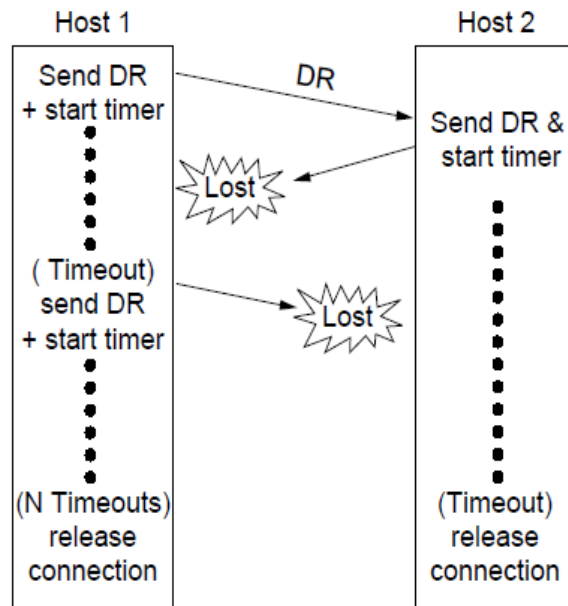 Host 1
Host 2
Send DR
+ start timer
DR
Send DR &
start timer
Lost
( Timeout)
send DR
+ start timer
Lost
(N Timeouts)
release
connection
(Timeout)
release
connection